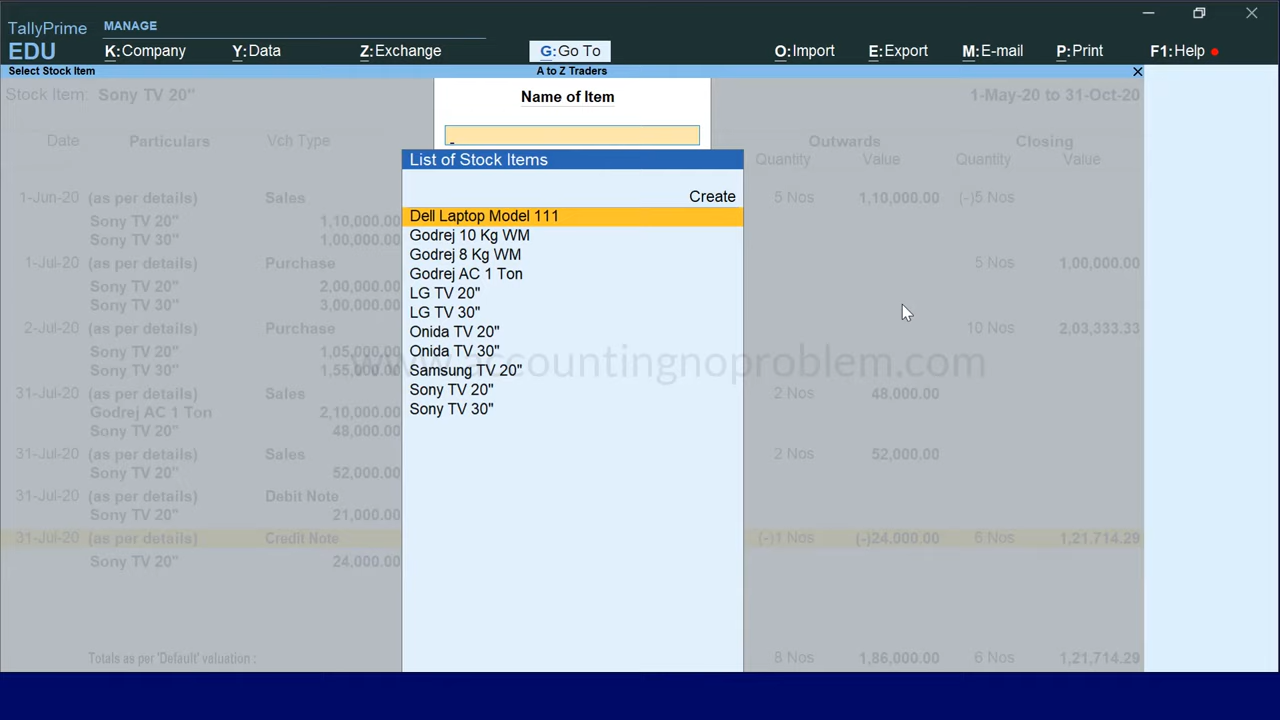 TallyPrime MANAGE
EDU K:Company Y:Data Z:Exchange G:Go To O:Import E:Export M:E-mail P:Print F1:Help
Select Stock Item A to Z Traders
Stock Item: Sony TV 20" 1-May-20 to 31-Oct-20
Name of Item
Date Particulars Vch Type Outwards Closing
Quantity Value Quantity Value
List of Stock Items
Create
Dell Laptop Model 111
Godrej 10 Kg WM
Godrej 8 Kg WM
Godrej AC 1 Ton
LG TV 20"
LG TV 30"
Onida TV 20"
Onida TV 30"
Samsung TV 20"
Sony TV 20"
Sony TV 30"
1-Jun-20 (as per details) Sales 5 Nos 1,10,000.00 (-)5 Nos
Sony TV 20" 1,10,000.00
Sony TV 30" 1,00,000.00
1-Jul-20 (as per details) Purchase 5 Nos 1,00,000.00
Sony TV 20" 2,00,000.00
Sony TV 30" 3,00,000.00
2-Jul-20 (as per details) Purchase 10 Nos 2,03,333.33
Sony TV 20" 1,05,000.00
Sony TV 30" 1,55,000.00
www.accountingnoproblem.com
31-Jul-20 (as per details) Sales 2 Nos 48,000.00
Godrej AC 1 Ton 2,10,000.00
Sony TV 20" 48,000.00
31-Jul-20 (as per details) Sales 2 Nos 52,000.00
Sony TV 20" 52,000.00
31-Jul-20 (as per details) Debit Note
Sony TV 20" 21,000.00
31-Jul-20 (as per details) Credit Note (-)1 Nos (-)24,000.00 6 Nos 1,21,714.29
Sony TV 20" 24,000.00
Totals as per 'Default' valuation : 8 Nos 1,86,000.00 6 Nos 1,21,714.29